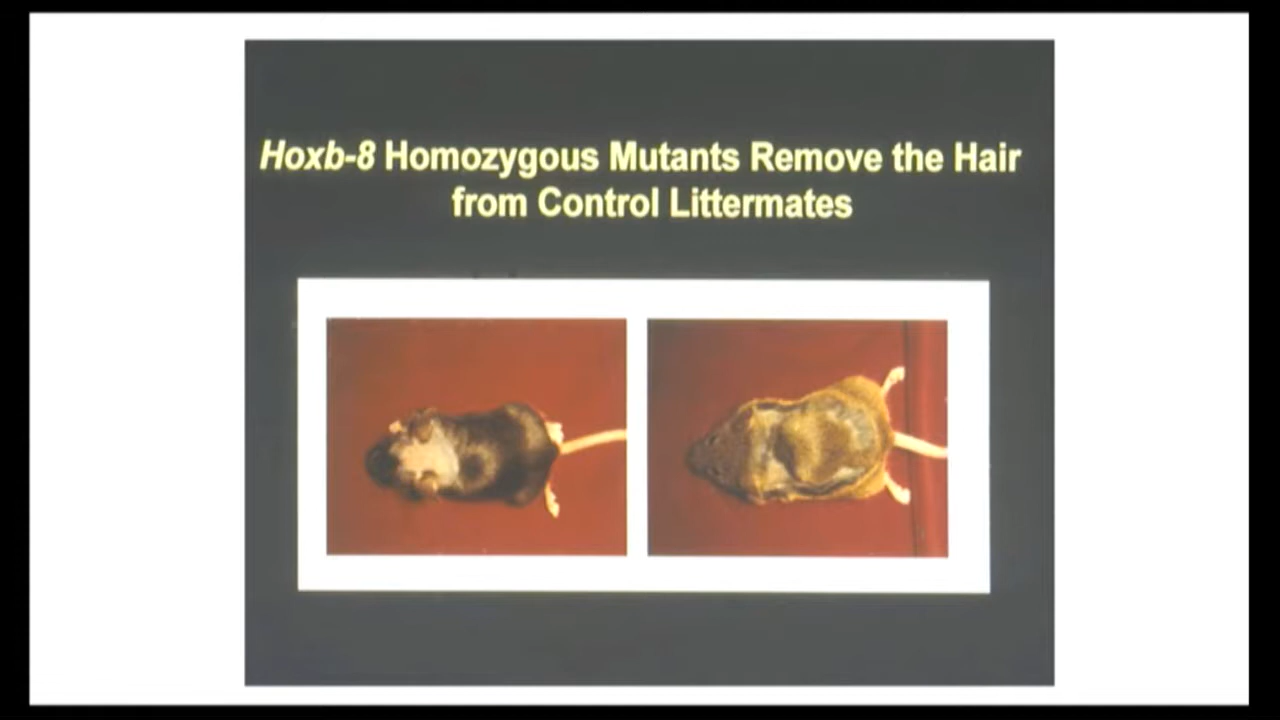 Hoxb-8 Homozygous Mutants Remove the Hair
from Control Littermates